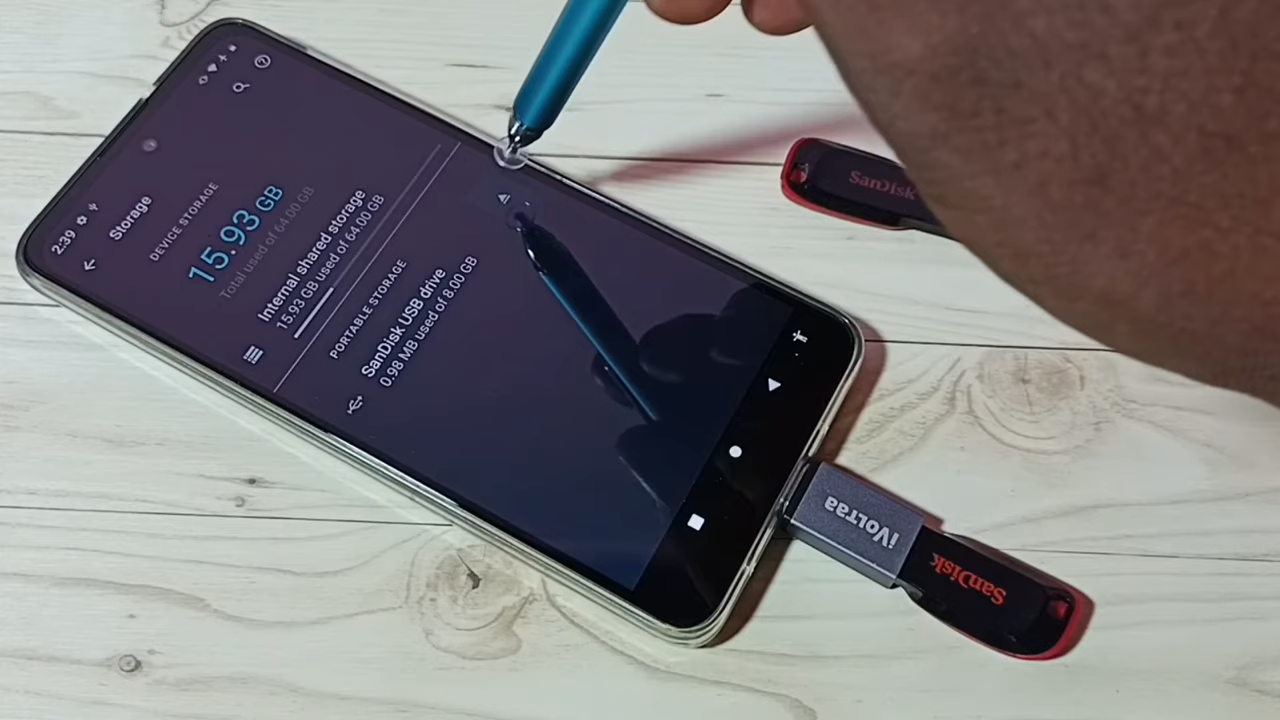 2:39
Storage
DEVICE STORAGE
15.93 GB
Total used of 64.00 GB
Internal shared storage
15.93 GB used of 64.00 GB
PORTABLE STORAGE
SanDisk USB drive
0.98 MB used of 8.00 GB
SanDisk
iVoltaa
SanDisk